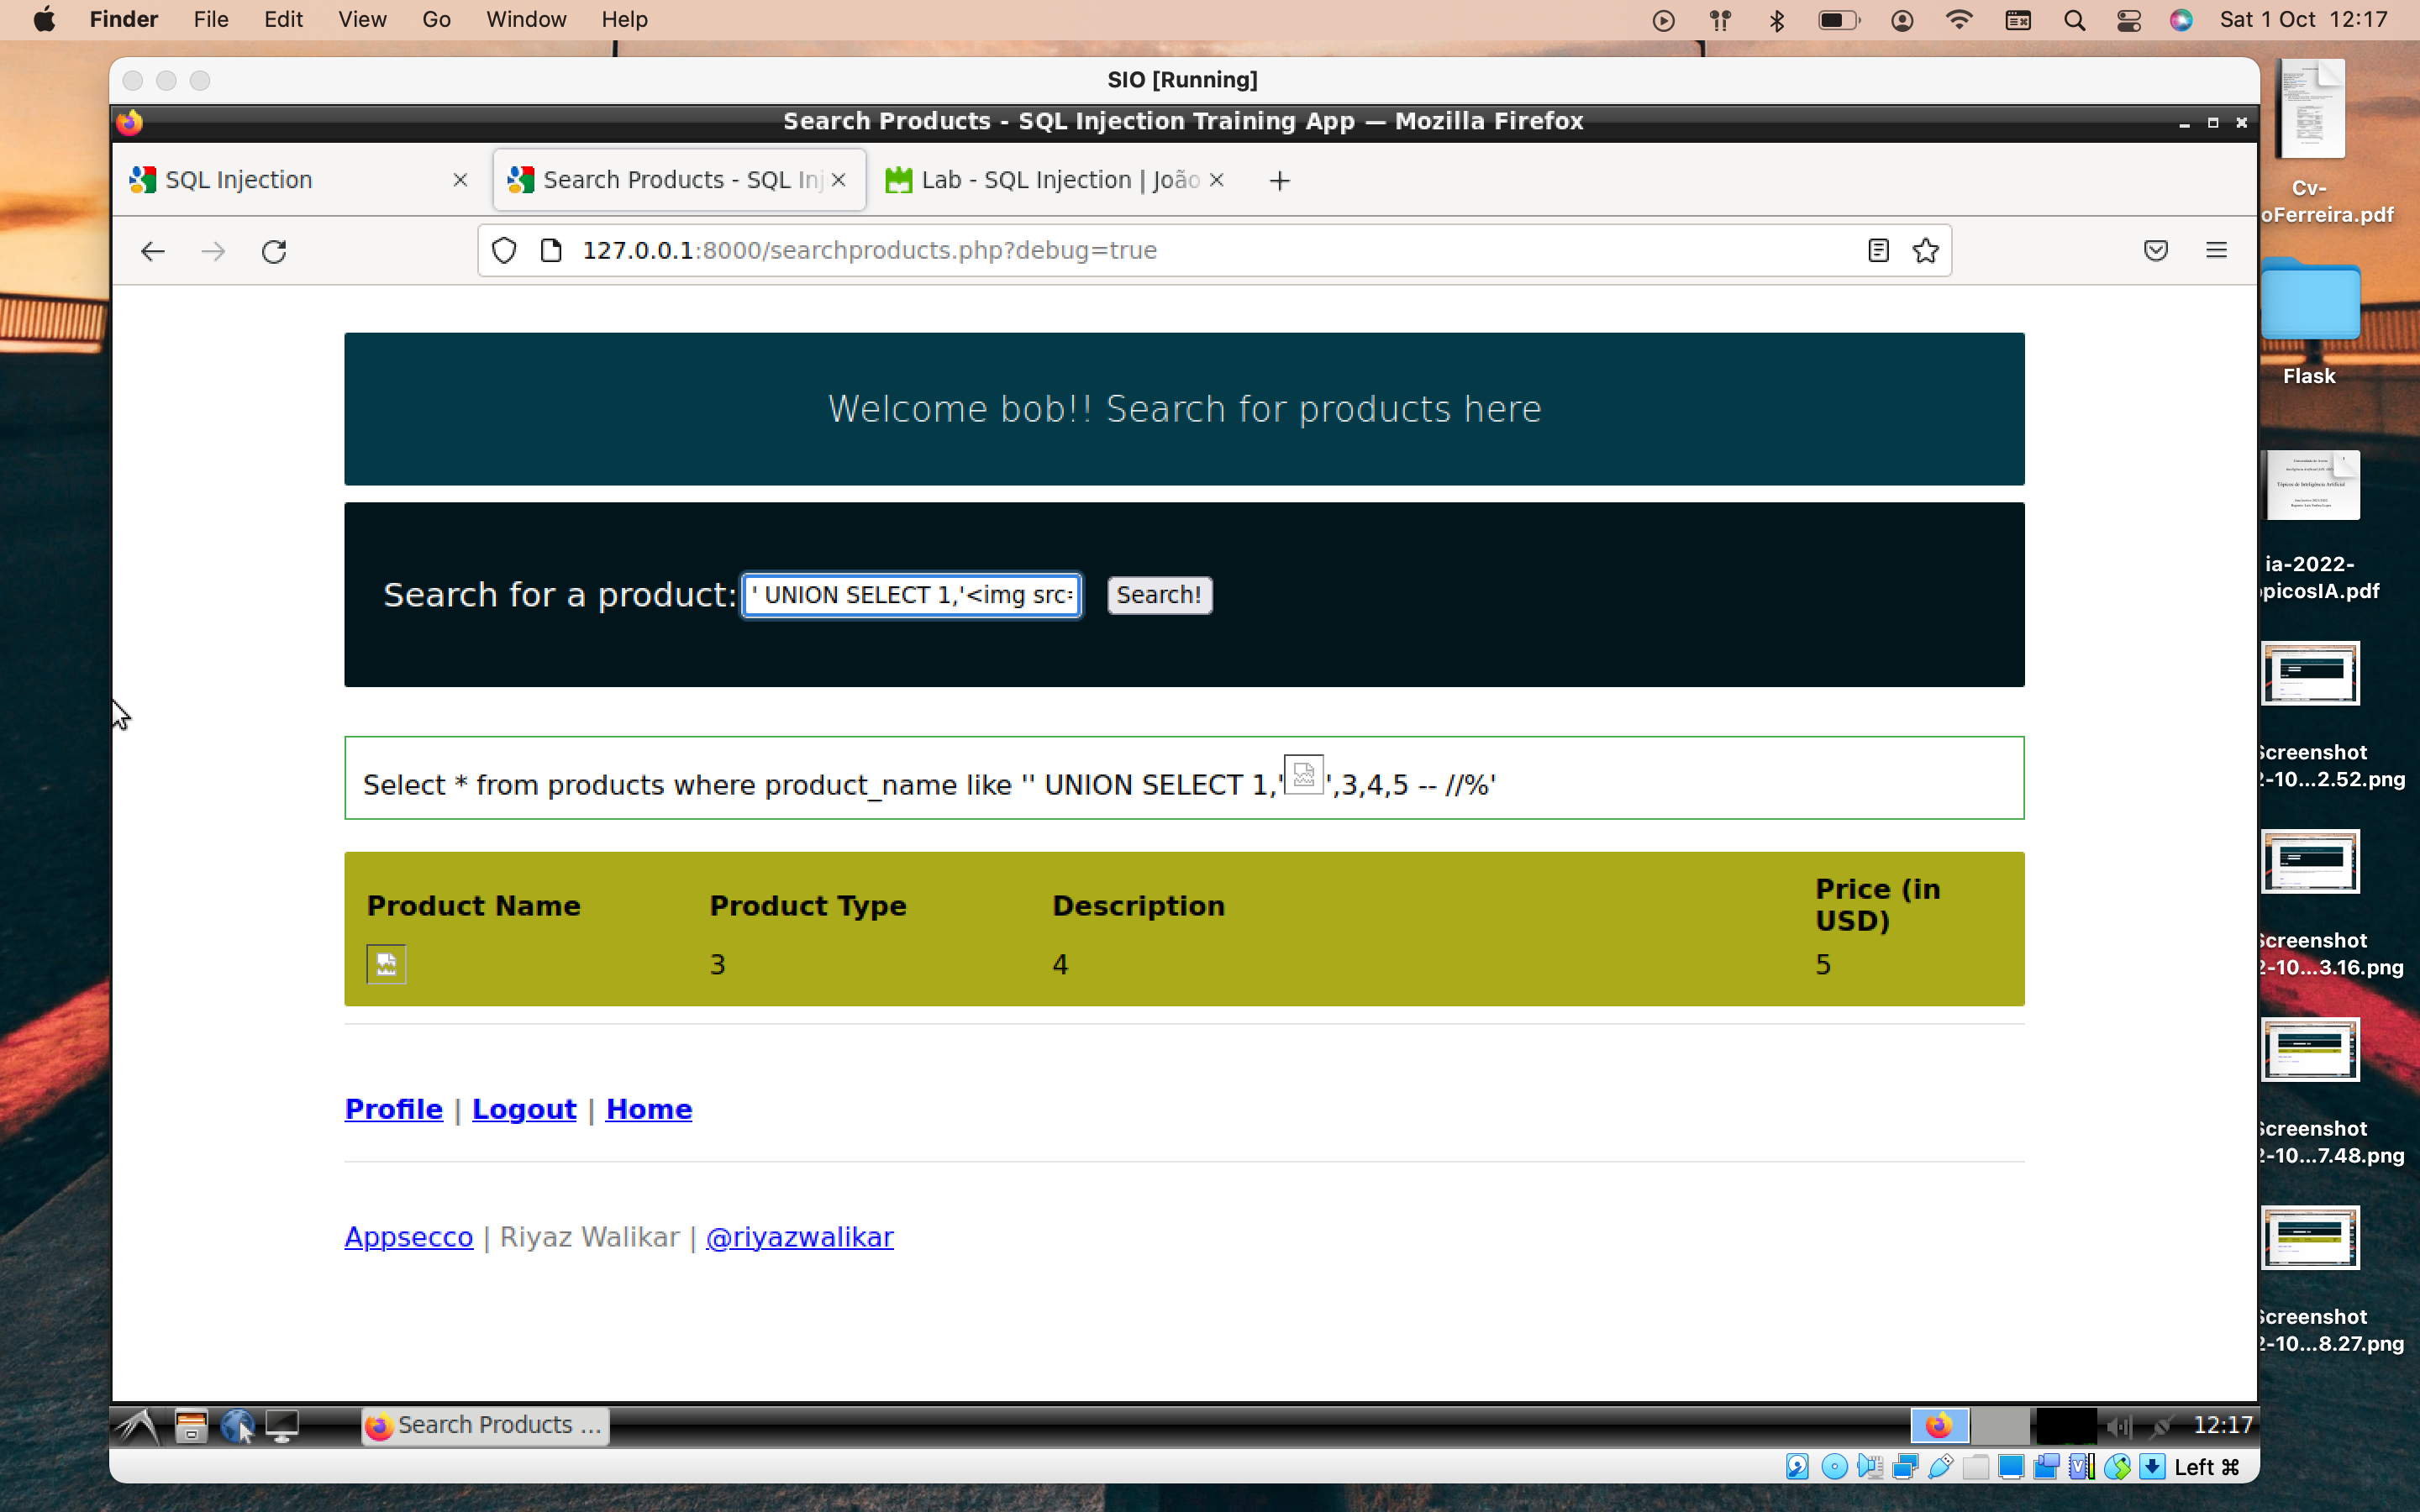 Finder File Edit View Go Window Help Sat 1 Oct 12:17
SIO [Running]
Search Products - SQL Injection Training App — Mozilla Firefox
SQL Injection
Search Products - SQL Inj
Lab - SQL Injection | João
127.0.0.1:8000/searchproducts.php?debug=true
Welcome bob!! Search for products here
Search for a product: ' UNION SELECT 1,'<img src= Search!
Select * from products where product_name like '' UNION SELECT 1,'',3,4,5 -- //%'
Product Name Product Type Description Price (in USD)
3 4 5
Profile | Logout | Home
Appsecco | Riyaz Walikar | @riyazwalikar
Search Products ...
12:17
Left ⌘
Cv-
oFerreira.pdf
Flask
ia-2022-
picosIA.pdf
Screenshot
2-10...2.52.png
Screenshot
2-10...3.16.png
Screenshot
2-10...7.48.png
Screenshot
2-10...8.27.png